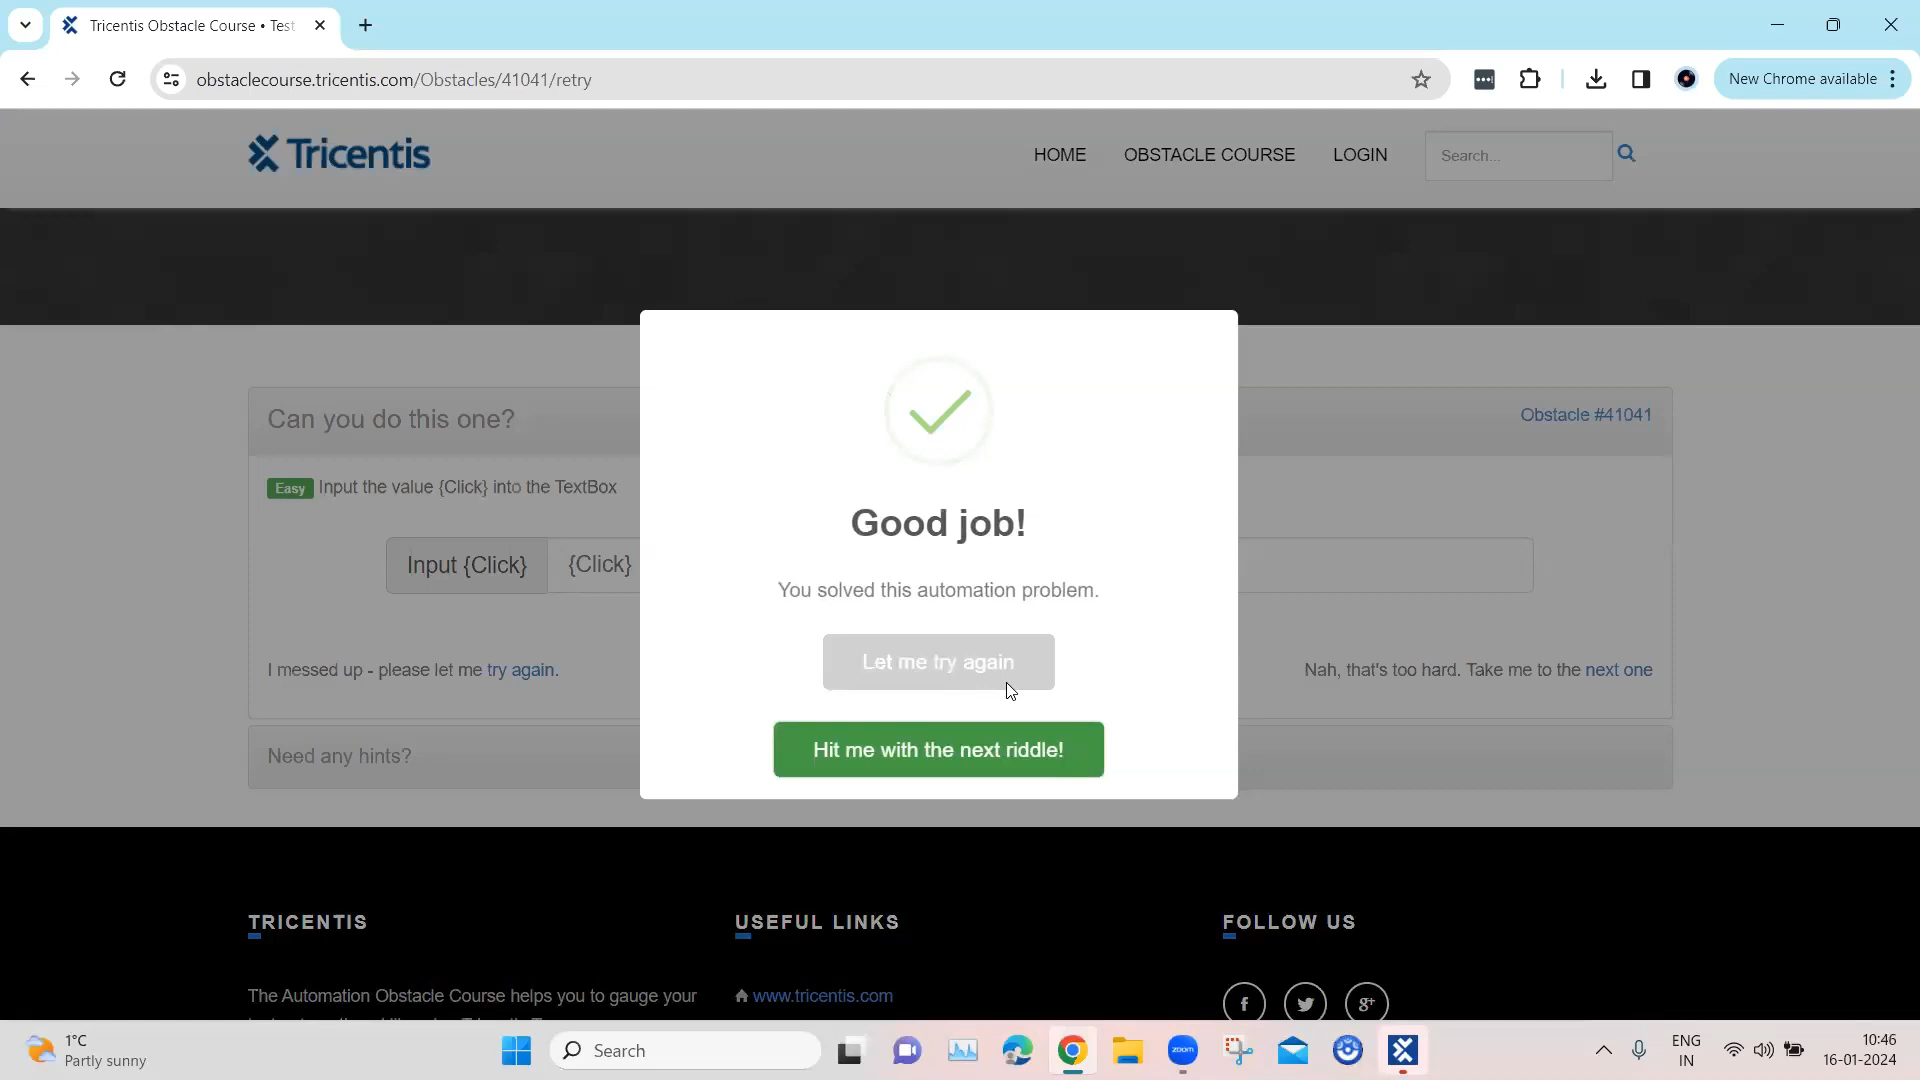 Tricentis Obstacle Course • Test
obstaclecourse.tricentis.com/Obstacles/41041/retry
New Chrome available
Tricentis
HOME
OBSTACLE COURSE
LOGIN
Search...
Can you do this one?
Obstacle #41041
Easy
Input the value {Click} into the TextBox
Input {Click}
{Click}
I messed up - please let me try again.
Nah, that's too hard. Take me to the next one
Need any hints?
Good job!
You solved this automation problem.
Let me try again
Hit me with the next riddle!
TRICENTIS
USEFUL LINKS
FOLLOW US
The Automation Obstacle Course helps you to gauge your
www.tricentis.com
f
g+
1°C
Partly sunny
Search
zoom
ENG
IN
10:46
16-01-2024